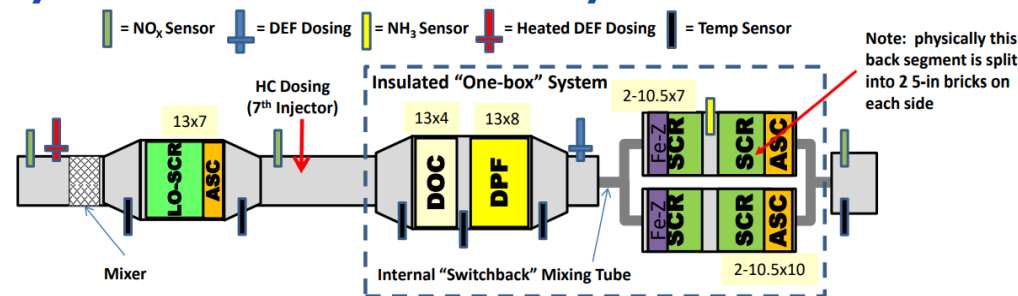 = NOX Sensor
= DEF Dosing
= NH3 Sensor
= Heated DEF Dosing
= Temp Sensor
Note: physically this
back segment is split
into 2 5-in bricks on
each side
HC Dosing
(7th Injector)
Insulated “One-box” System
13x7
13x4
13x8
2-10.5x7
LO-SCR
ASC
DOC
DPF
Fe-Z
SCR
SCR
ASC
Fe-Z
SCR
SCR
ASC
Mixer
Internal “Switchback” Mixing Tube
2-10.5x10